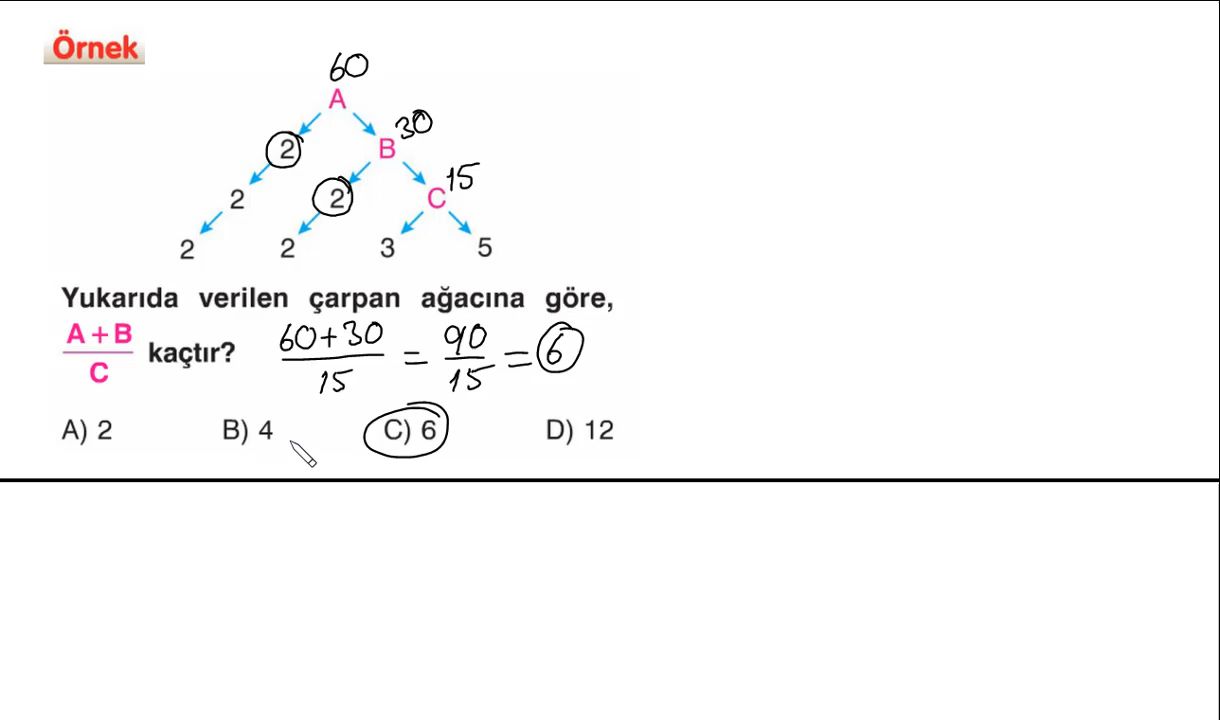 Örnek
60
A
2 B 30
2 2 C 15
2 2 3 5
Yukarıda verilen çarpan ağacına göre,
A + B / C kaçtır? 60+30 / 15 = 90 / 15 = 6
A) 2 B) 4 C) 6 D) 12